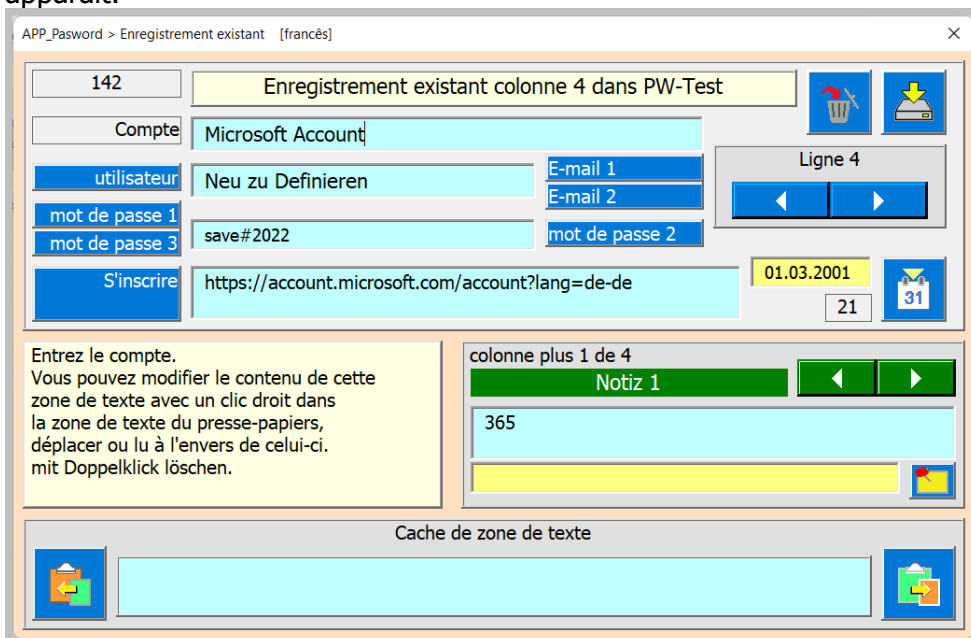 apparaît.
APP_Pasword > Enregistrement existant [francês]
142
Enregistrement existant colonne 4 dans PW-Test
Compte
Microsoft Account
Ligne 4
utilisateur
Neu zu Definieren
E-mail 1
E-mail 2
mot de passe 1
mot de passe 3
save#2022
mot de passe 2
S'inscrire
https://account.microsoft.com/account?lang=de-de
01.03.2001
21
31
Entrez le compte.
Vous pouvez modifier le contenu de cette
zone de texte avec un clic droit dans
la zone de texte du presse-papiers,
déplacer ou lu à l'envers de celui-ci.
mit Doppelklick löschen.
colonne plus 1 de 4
Notiz 1
365
Cache de zone de texte